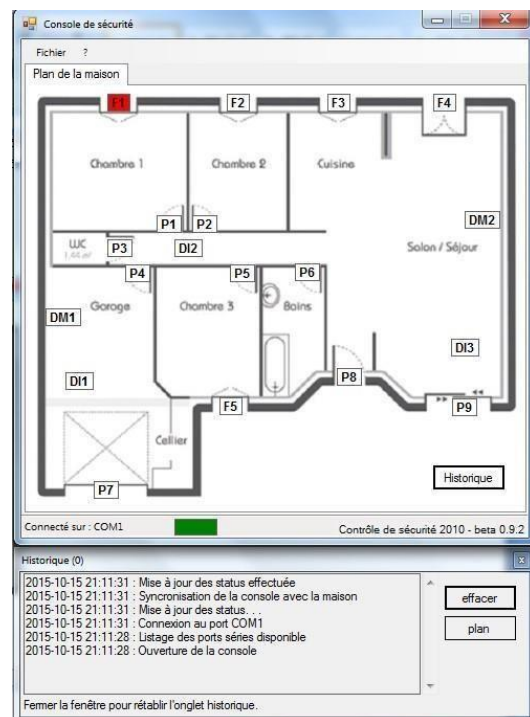 Console de sécurité
Fichier ?
Plan de la maison
F1 F2 F3 F4
Chambre 1 Chambre 2 Cuisine
DM2
P1 P2
WC P3 DI2 Salon / Séjour
1.44 m²
P4 P5 P6
Garage Chambre 3 Bains
DM1
DI3
P8
DI1
F5 P9
Cellier
Historique
P7
Connecté sur : COM1 Contrôle de sécurité 2010 - beta 0.9.2
Historique (0)
2015-10-15 21:11:31 : Mise à jour des status effectuée
2015-10-15 21:11:31 : Syncronisation de la console avec la maison
2015-10-15 21:11:31 : Mise à jour des status. . .
2015-10-15 21:11:31 : Connexion au port COM1
2015-10-15 21:11:28 : Listage des ports séries disponible
2015-10-15 21:11:28 : Ouverture de la console
effacer
plan
Fermer la fenêtre pour rétablir l'onglet historique.